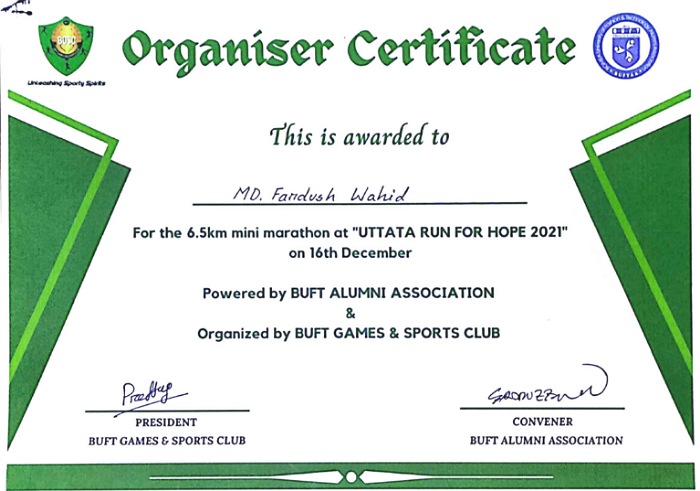 BUFT
Organiser Certificate
Unleashing Sporty Spirits
BUFT
This is awarded to
MD. Fardush Wahid
For the 6.5km mini marathon at "UTTATA RUN FOR HOPE 2021"
on 16th December
Powered by BUFT ALUMNI ASSOCIATION
&
Organized by BUFT GAMES & SPORTS CLUB
PRESIDENT
BUFT GAMES & SPORTS CLUB
CONVENER
BUFT ALUMNI ASSOCIATION